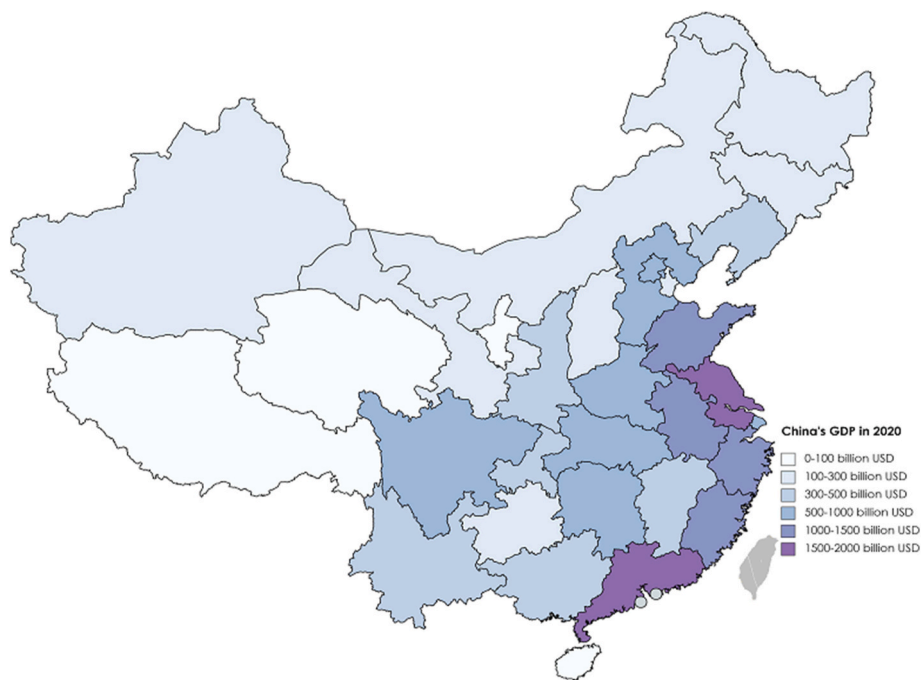 China's GDP in 2020
0-100 billion USD
100-300 billion USD
300-500 billion USD
500-1000 billion USD
1000-1500 billion USD
1500-2000 billion USD